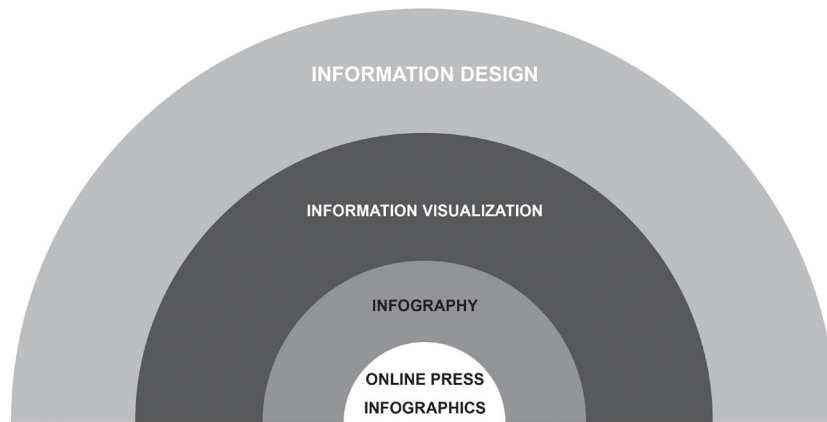 INFORMATION DESIGN
INFORMATION VISUALIZATION
INFOGRAPHY
ONLINE PRESS
INFOGRAPHICS